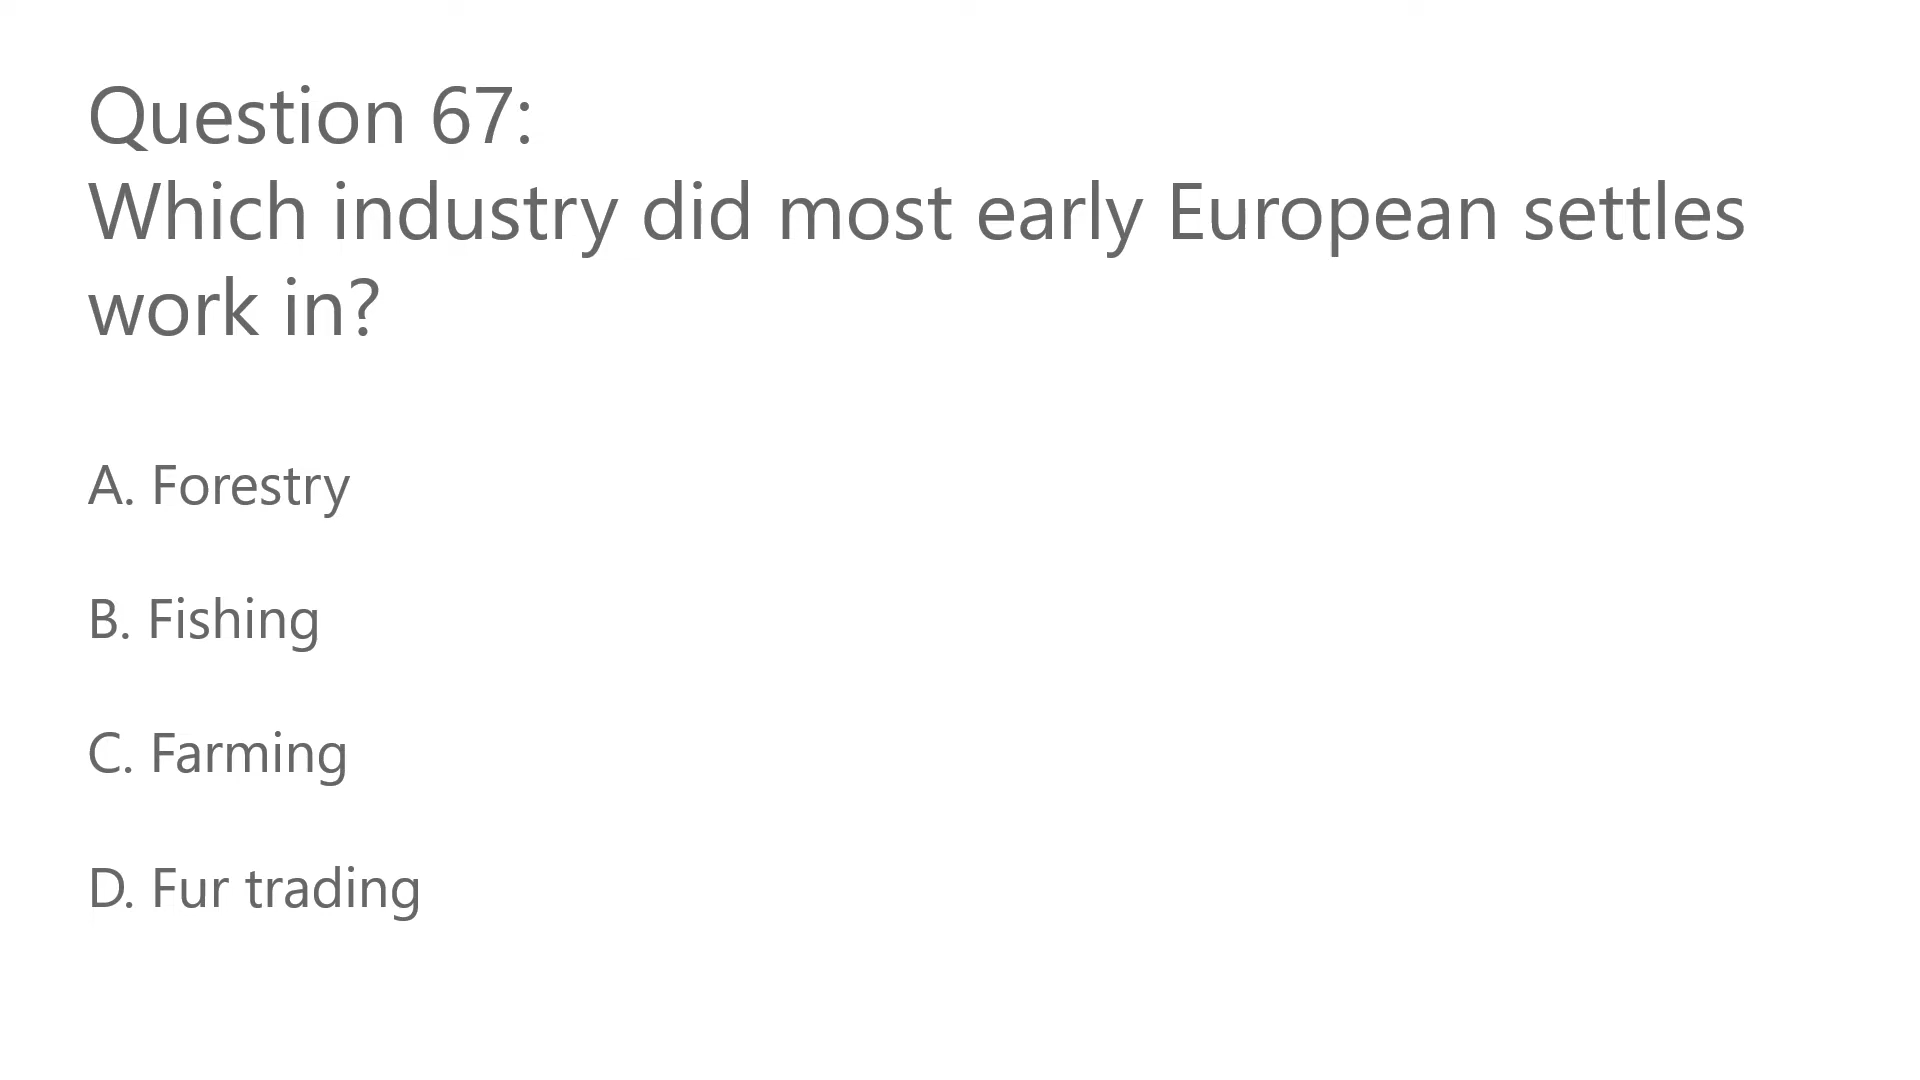 Question 67:
Which industry did most early European settles
work in?
A. Forestry
B. Fishing
C. Farming
D. Fur trading